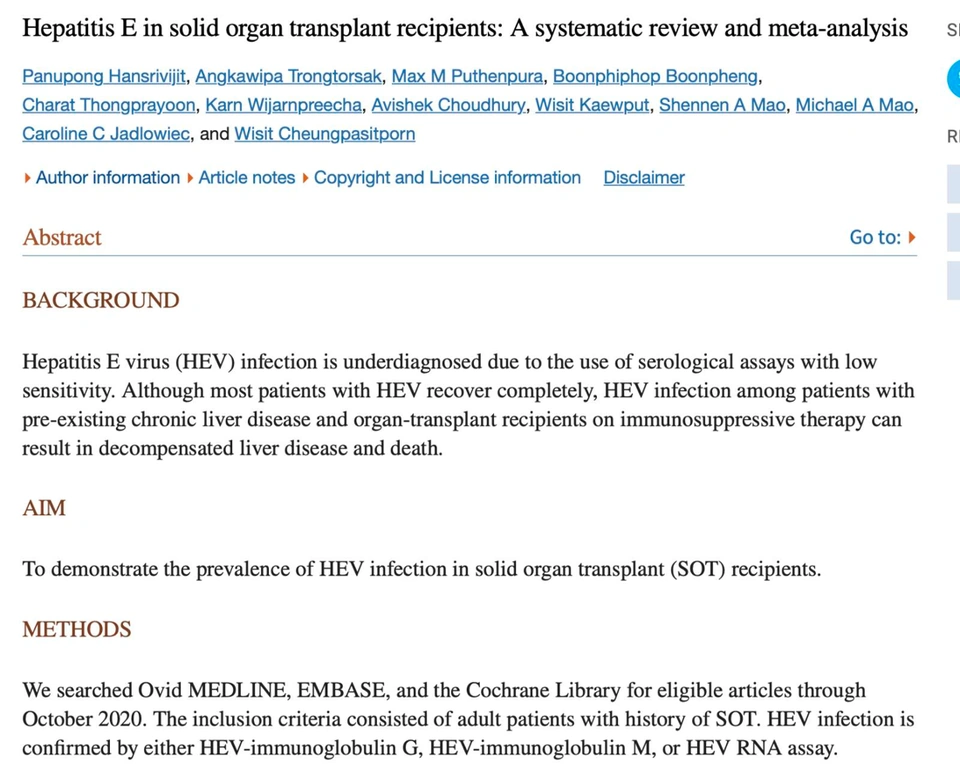 Hepatitis E in solid organ transplant recipients: A systematic review and meta-analysis
Panupong Hansrivijit, Angkawipa Trongtorsak, Max M Puthenpura, Boonphiphop Boonpheng,
Charat Thongprayoon, Karn Wijarnpreecha, Avishek Choudhury, Wisit Kaewput, Shennen A Mao, Michael A Mao,
Caroline C Jadlowiec, and Wisit Cheungpasitporn
Author information Article notes Copyright and License information Disclaimer
Abstract Go to:
BACKGROUND
Hepatitis E virus (HEV) infection is underdiagnosed due to the use of serological assays with low
sensitivity. Although most patients with HEV recover completely, HEV infection among patients with
pre-existing chronic liver disease and organ-transplant recipients on immunosuppressive therapy can
result in decompensated liver disease and death.
AIM
To demonstrate the prevalence of HEV infection in solid organ transplant (SOT) recipients.
METHODS
We searched Ovid MEDLINE, EMBASE, and the Cochrane Library for eligible articles through
October 2020. The inclusion criteria consisted of adult patients with history of SOT. HEV infection is
confirmed by either HEV-immunoglobulin G, HEV-immunoglobulin M, or HEV RNA assay.